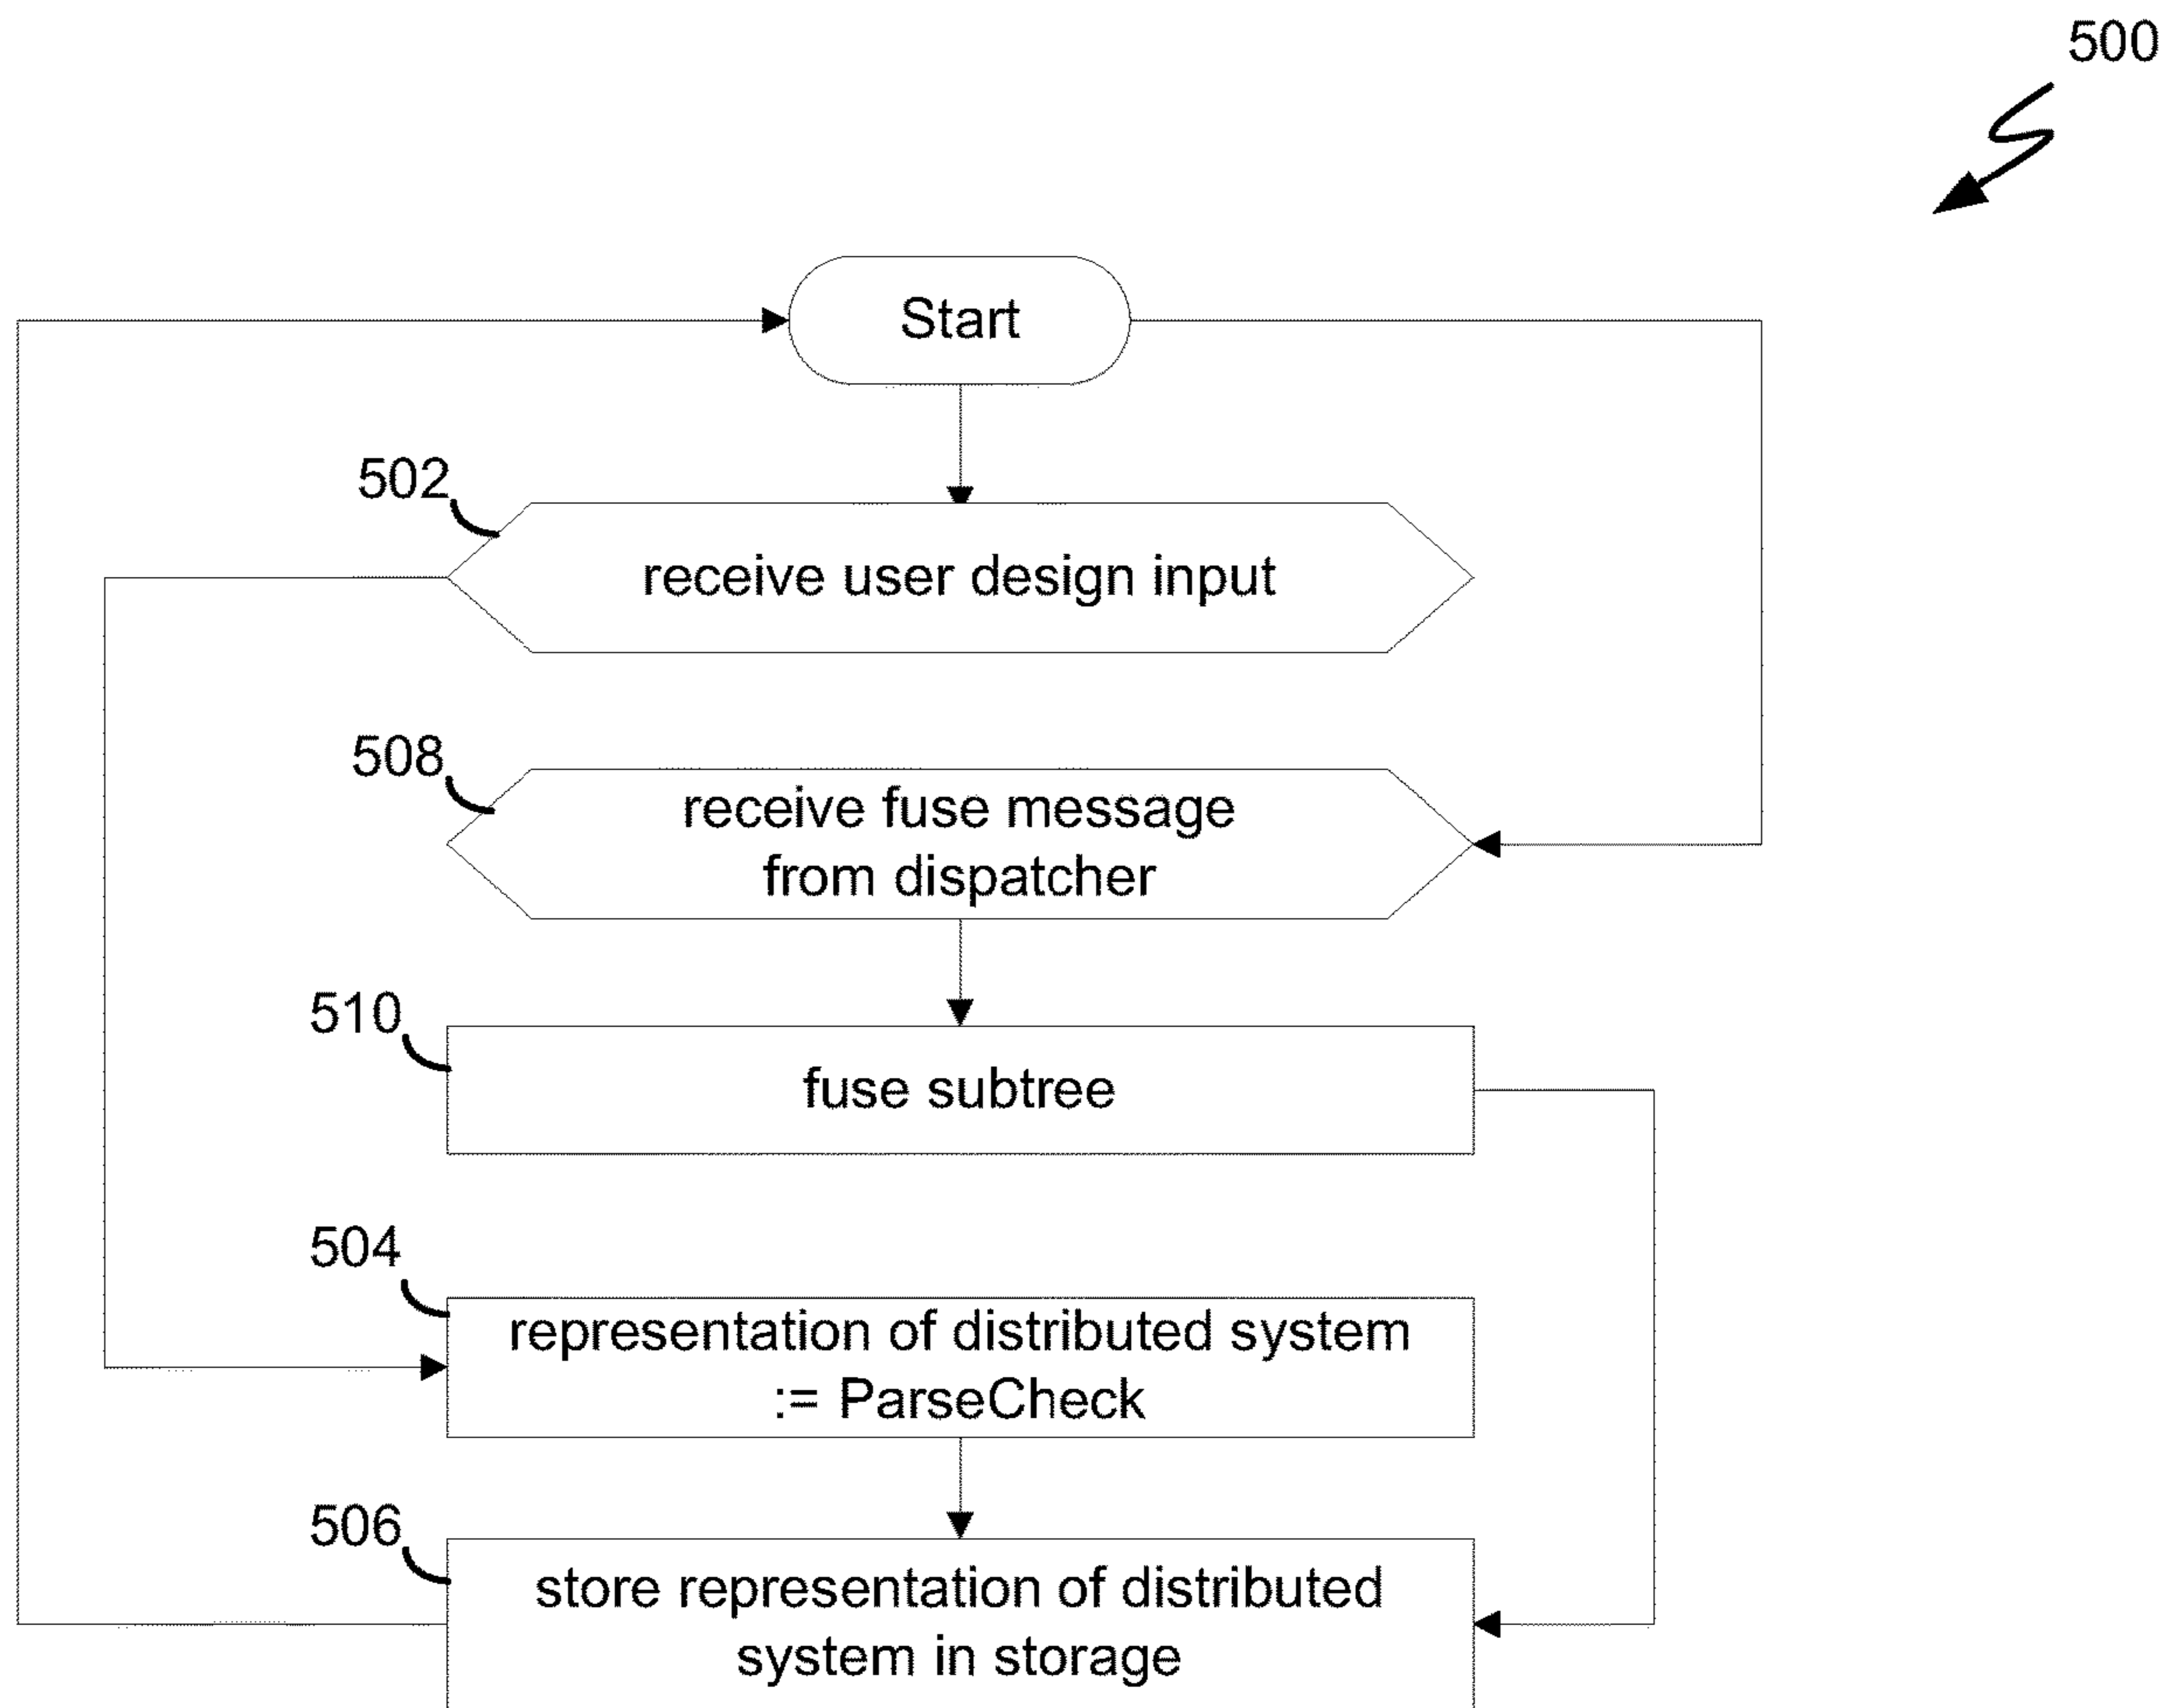 500
Start
502
receive user design input
508
receive fuse message
from dispatcher
510
fuse subtree
504
representation of distributed system
:= ParseCheck
506
store representation of distributed
system in storage